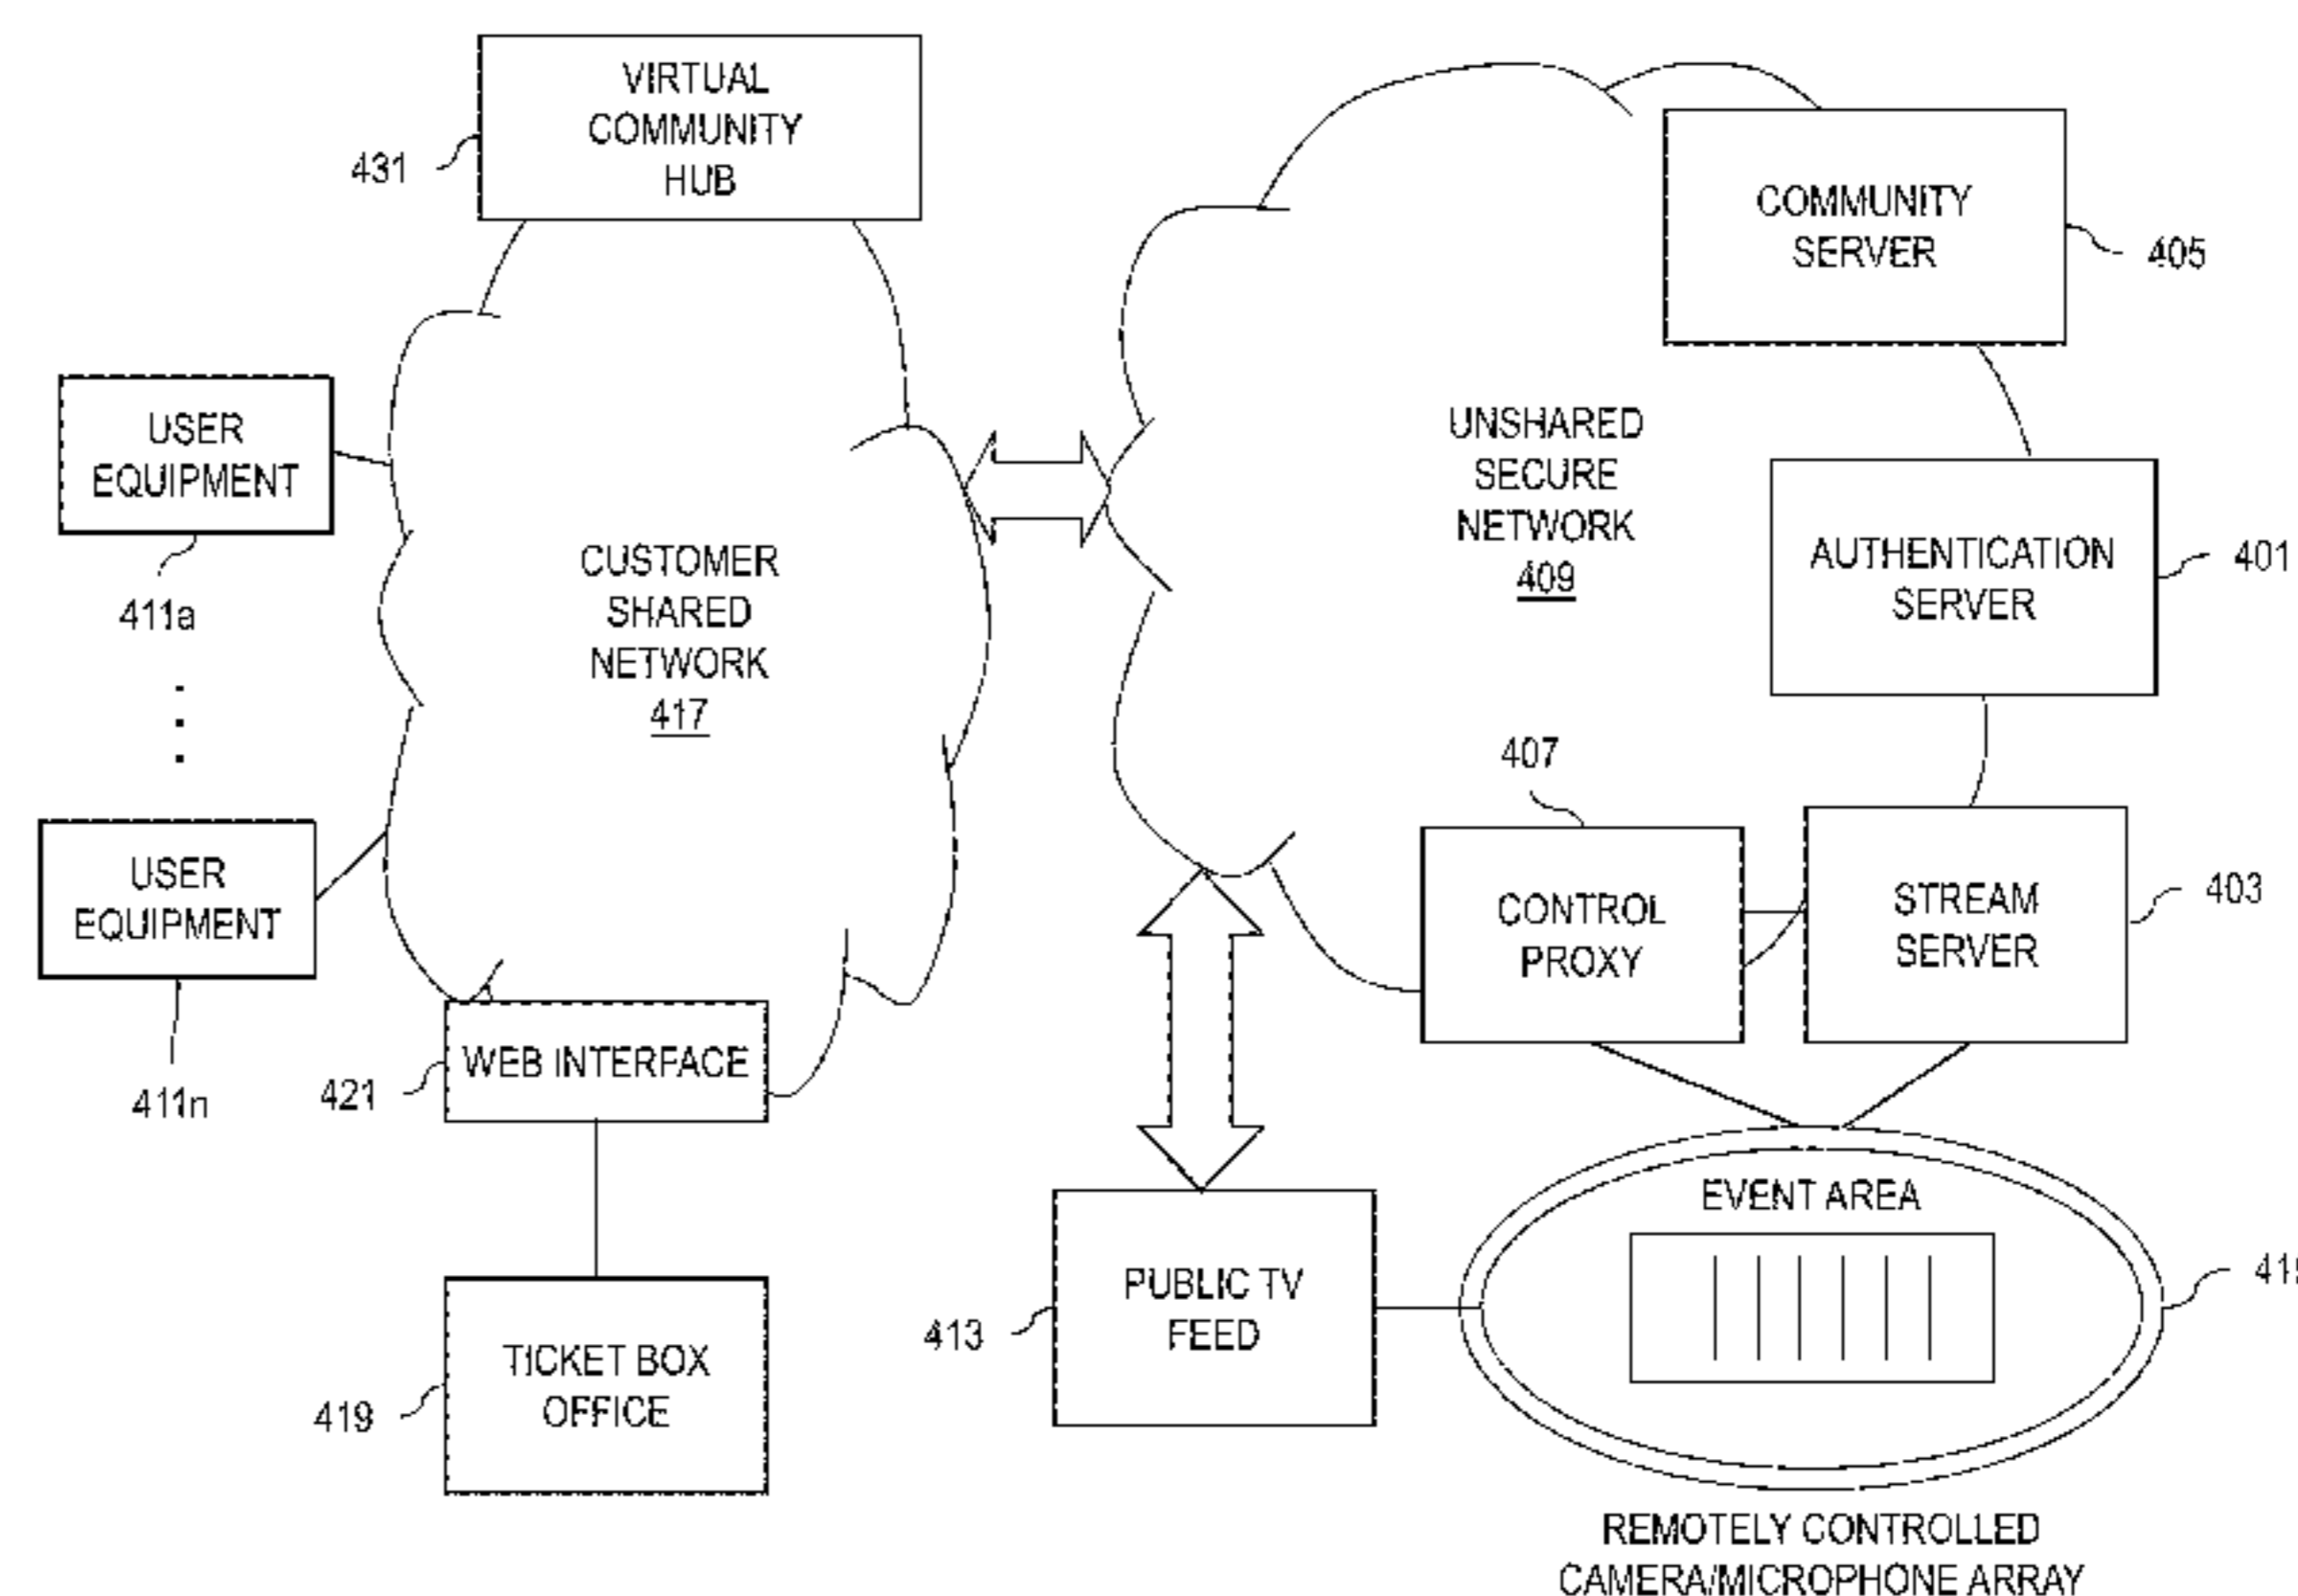 VIRTUAL
COMMUNITY
HUB
431
COMMUNITY
SERVER
405
USER
EQUIPMENT
411a
CUSTOMER
SHARED
NETWORK
417
UNSHARED
SECURE
NETWORK
409
AUTHENTICATION
SERVER
401
USER
EQUIPMENT
411n
407
CONTROL
PROXY
STREAM
SERVER
403
WEB INTERFACE
421
TICKET BOX
OFFICE
419
PUBLIC TV
FEED
413
EVENT AREA
REMOTELY CONTROLLED
CAMERA/MICROPHONE ARRAY